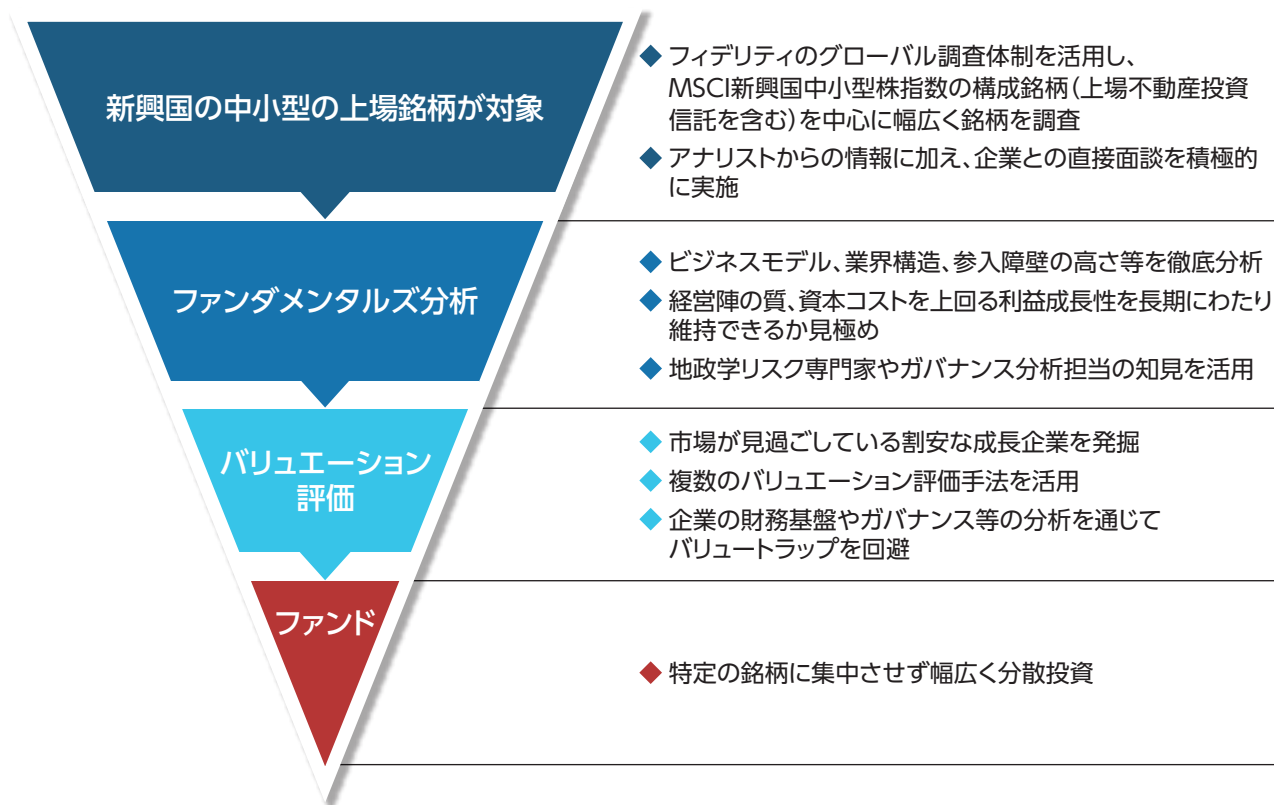 新興国の中小型の上場銘柄が対象
◆ フィデリティのグローバル調査体制を活用し、
MSCI新興国中小型株指数の構成銘柄(上場不動産投資
信託を含む)を中心に幅広く銘柄を調査
◆ アナリストからの情報に加え、企業との直接面談を積極的
に実施
ファンダメンタルズ分析
◆ ビジネスモデル、業界構造、参入障壁の高さ等を徹底分析
◆ 経営陣の質、資本コストを上回る利益成長性を長期にわたり
維持できるか見極め
◆ 地政学リスク専門家やガバナンス分析担当の知見を活用
バリュエーション
評価
◆ 市場が見過ごしている割安な成長企業を発掘
◆ 複数のバリュエーション評価手法を活用
◆ 企業の財務基盤やガバナンス等の分析を通じて
バリュートラップを回避
ファンド
◆ 特定の銘柄に集中させず幅広く分散投資